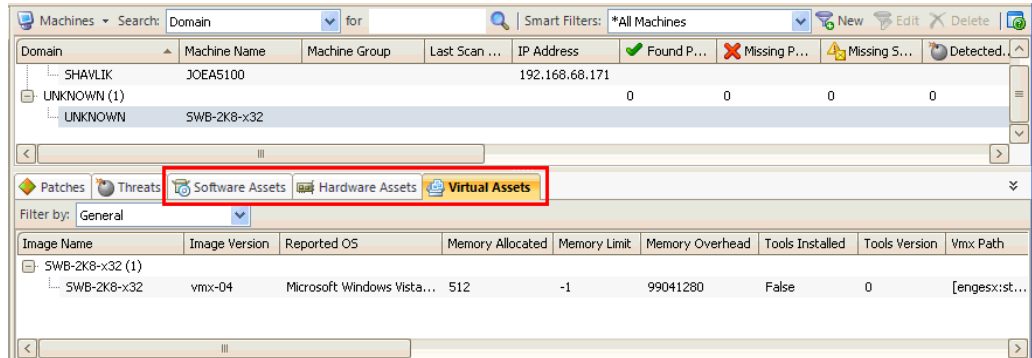 Machines Search: Domain for Smart Filters: *All Machines New Edit Delete
Domain Machine Name Machine Group Last Scan ... IP Address Found P... Missing P... Missing S... Detected...
SHAVLIK JOEA5100 192.168.68.171
UNKNOWN (1) 0 0 0 0
UNKNOWN SWB-2K8-x32
Patches Threats Software Assets Hardware Assets Virtual Assets
Filter by: General
Image Name Image Version Reported OS Memory Allocated Memory Limit Memory Overhead Tools Installed Tools Version Vmx Path
SWB-2K8-x32 (1)
SWB-2K8-x32 vmx-04 Microsoft Windows Vista... 512 -1 99041280 False 0 [engesx:st...